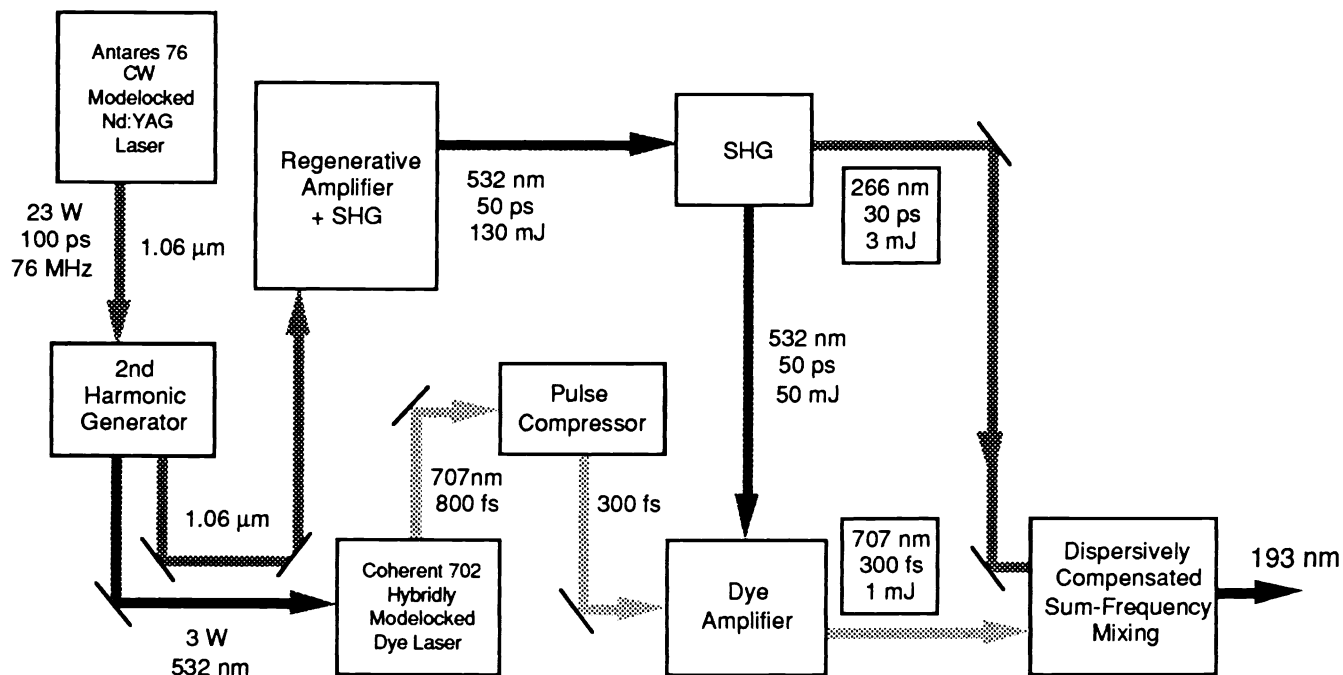 Antares 76
CW
Modelocked
Nd:YAG
Laser
23 W
100 ps
76 MHz
1.06 µm
2nd
Harmonic
Generator
1.06 µm
3 W
532 nm
Regenerative
Amplifier
+ SHG
532 nm
50 ps
130 mJ
SHG
266 nm
30 ps
3 mJ
532 nm
50 ps
50 mJ
Pulse
Compressor
707nm
800 fs
300 fs
Coherent 702
Hybridly
Modelocked
Dye Laser
Dye
Amplifier
707 nm
300 fs
1 mJ
Dispersively
Compensated
Sum-Frequency
Mixing
193 nm